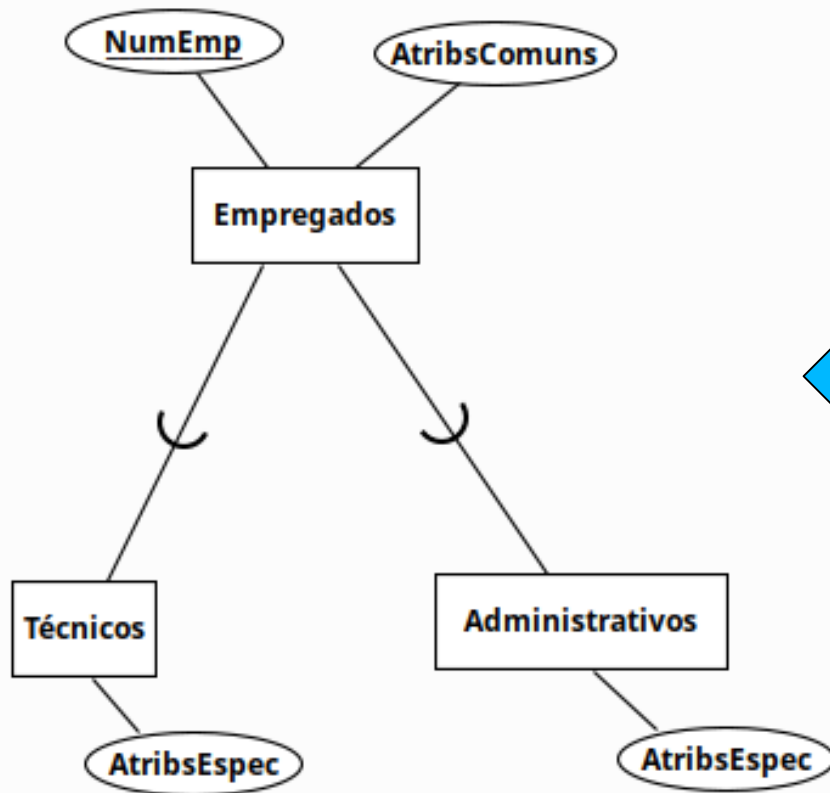 NumEmp
AtribsComuns
Empregados
Técnicos
Administrativos
AtribsEspec
AtribsEspec